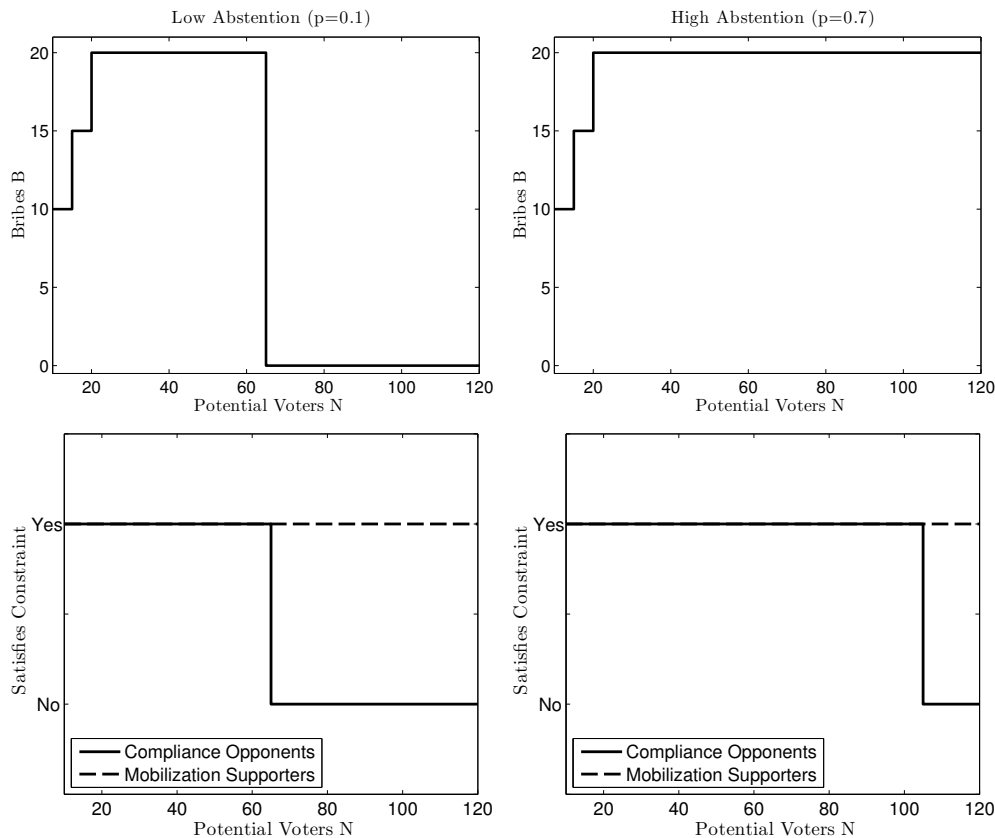 Low Abstention (p=0.1)
High Abstention (p=0.7)
Bribes B
20
15
10
5
0
20
40
60
80
100
120
Potential Voters N
Bribes B
20
15
10
5
0
20
40
60
80
100
120
Potential Voters N
Satisfies Constraint
Yes
No
Compliance Opponents
Mobilization Supporters
20
40
60
80
100
120
Potential Voters N
Satisfies Constraint
Yes
No
Compliance Opponents
Mobilization Supporters
20
40
60
80
100
120
Potential Voters N